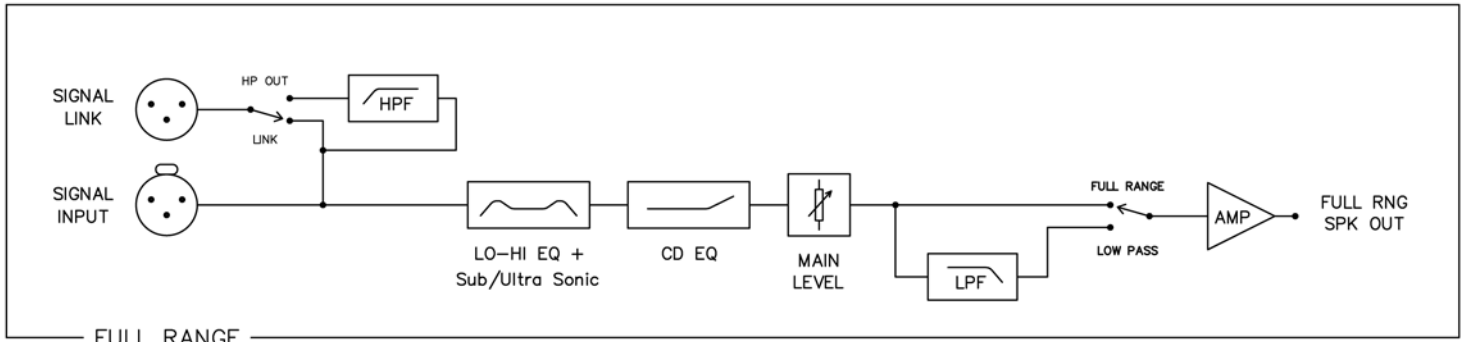 SIGNAL
LINK
HP OUT
HPF
LINK
SIGNAL
INPUT
LO-HI EQ +
Sub/Ultra Sonic
CD EQ
MAIN
LEVEL
FULL RANGE
LOW PASS
LPF
AMP
FULL RNG
SPK OUT
FULL RANGE